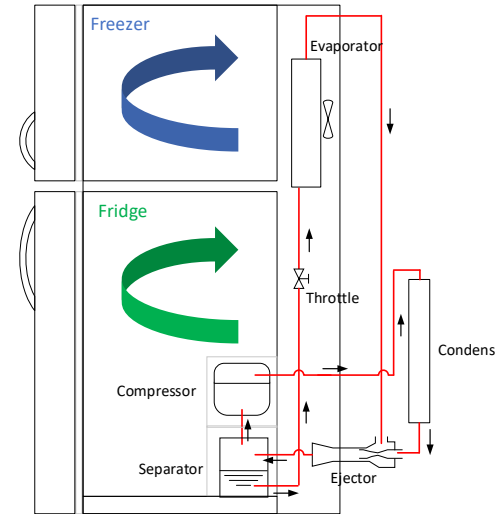 Freezer
Evaporator
Fridge
Throttle
Condens
Compressor
Separator
Ejector